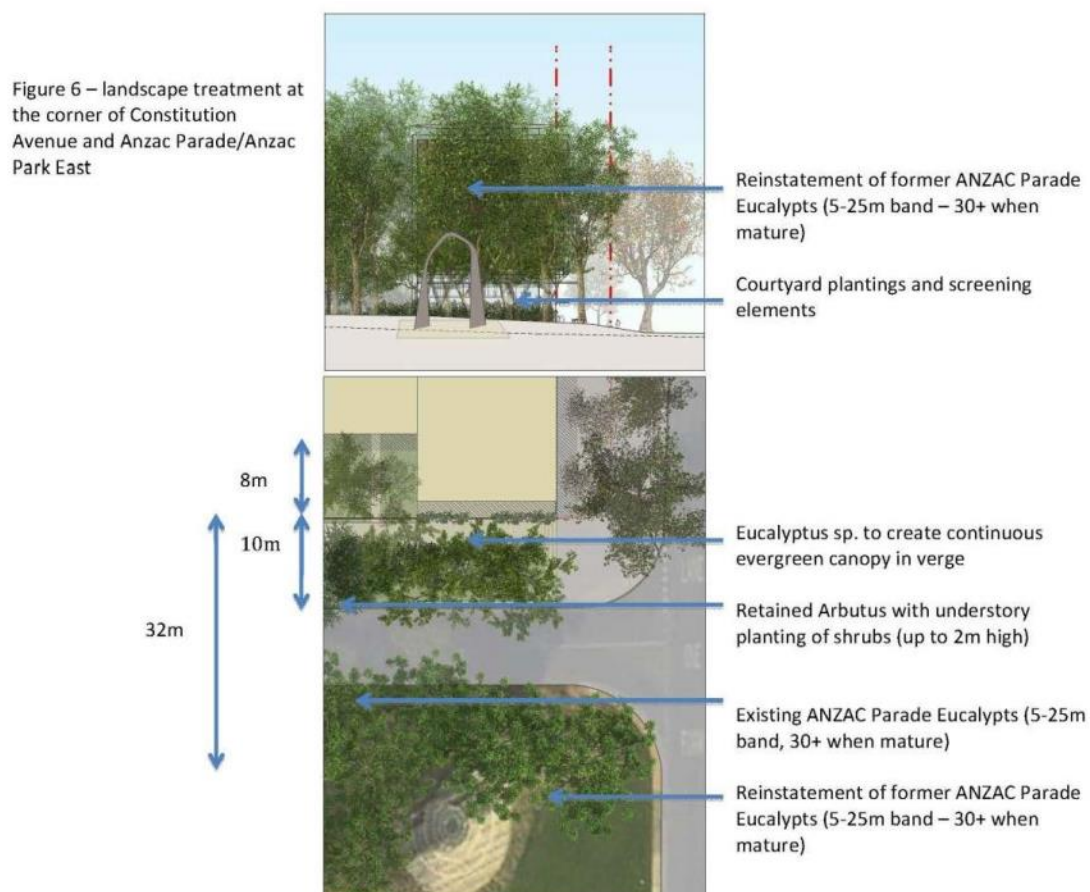 Figure 6 – landscape treatment at
the corner of Constitution
Avenue and Anzac Parade/Anzac
Park East
Reinstatement of former ANZAC Parade
Eucalypts (5-25m band – 30+ when
mature)
Courtyard plantings and screening
elements
8m
10m
32m
Eucalyptus sp. to create continuous
evergreen canopy in verge
Retained Arbutus with understory
planting of shrubs (up to 2m high)
Existing ANZAC Parade Eucalypts (5-25m
band, 30+ when mature)
Reinstatement of former ANZAC Parade
Eucalypts (5-25m band – 30+ when
mature)